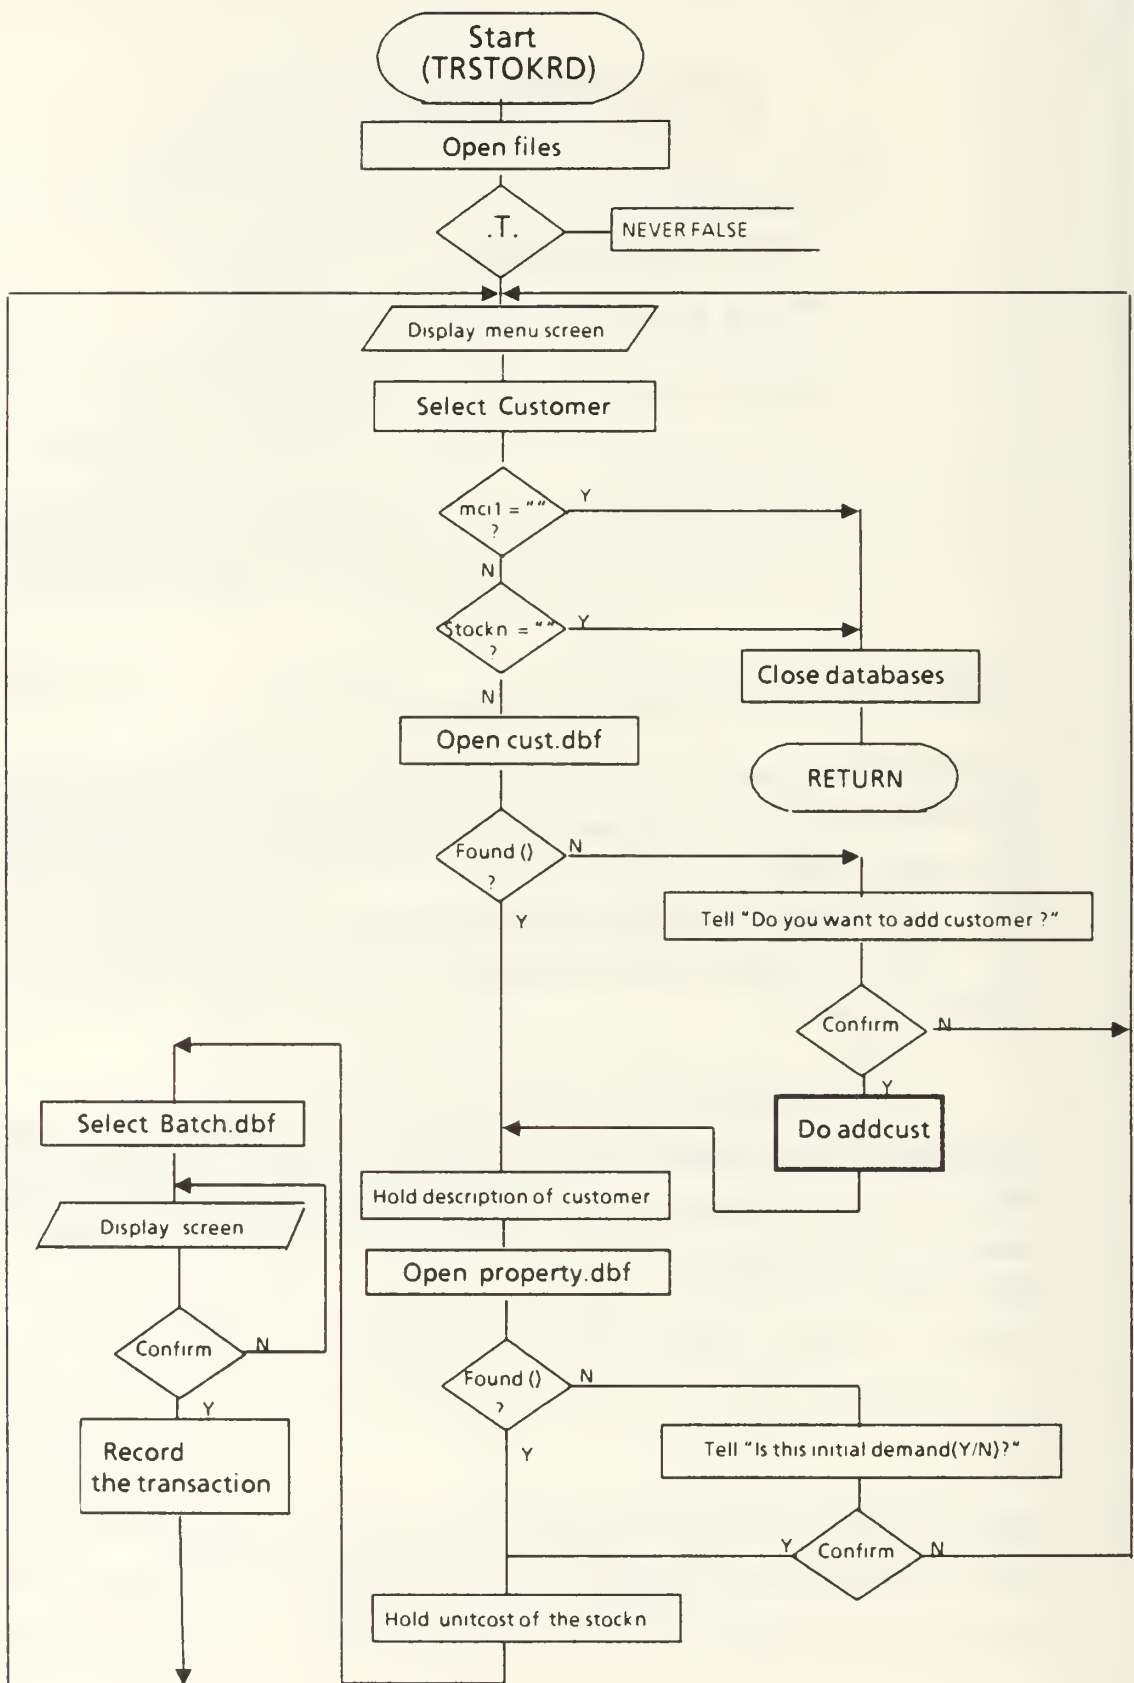 Start
(TRSTOKRD)
Open files
.T.
NEVER FALSE
Display menu screen
Select Customer
mci1 = ""
?
Y
N
Stockn = ""
?
Y
N
Close databases
Open cust.dbf
RETURN
Found ()
?
N
Y
Tell "Do you want to add customer ?"
Confirm
N
Y
Do addcust
Select Batch.dbf
Hold description of customer
Display screen
Open property.dbf
Confirm
N
Y
Found ()
?
N
Y
Record
the transaction
Tell "Is this initial demand(Y/N)?"
Y
Confirm
N
Hold unitcost of the stockn